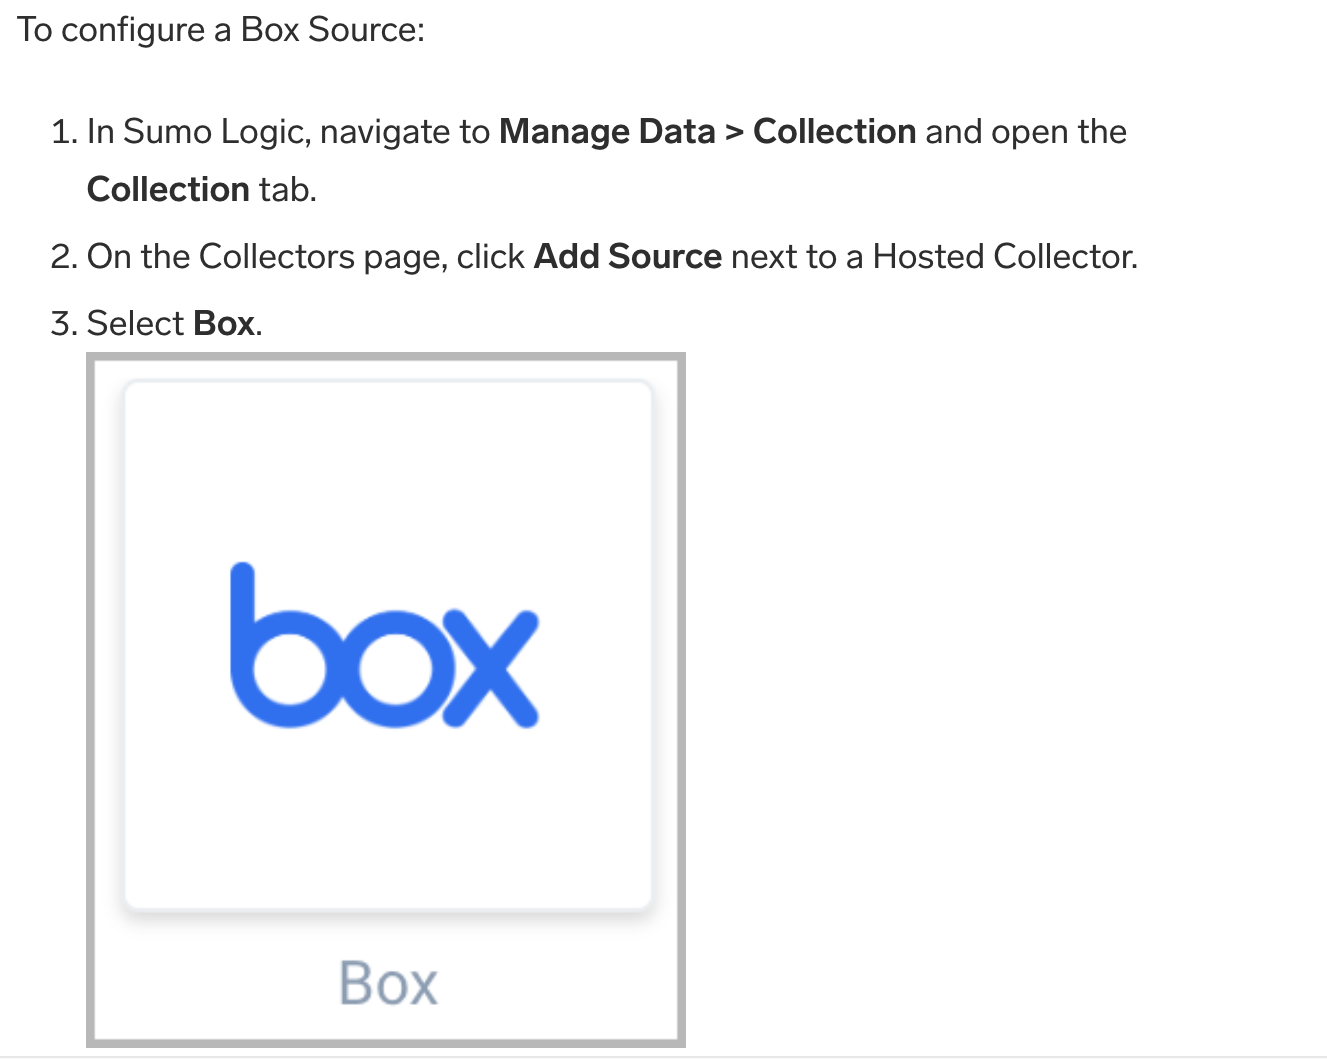 To configure a Box Source:
1. In Sumo Logic, navigate to Manage Data > Collection and open the
Collection tab.
2. On the Collectors page, click Add Source next to a Hosted Collector.
3. Select Box.
box
Box